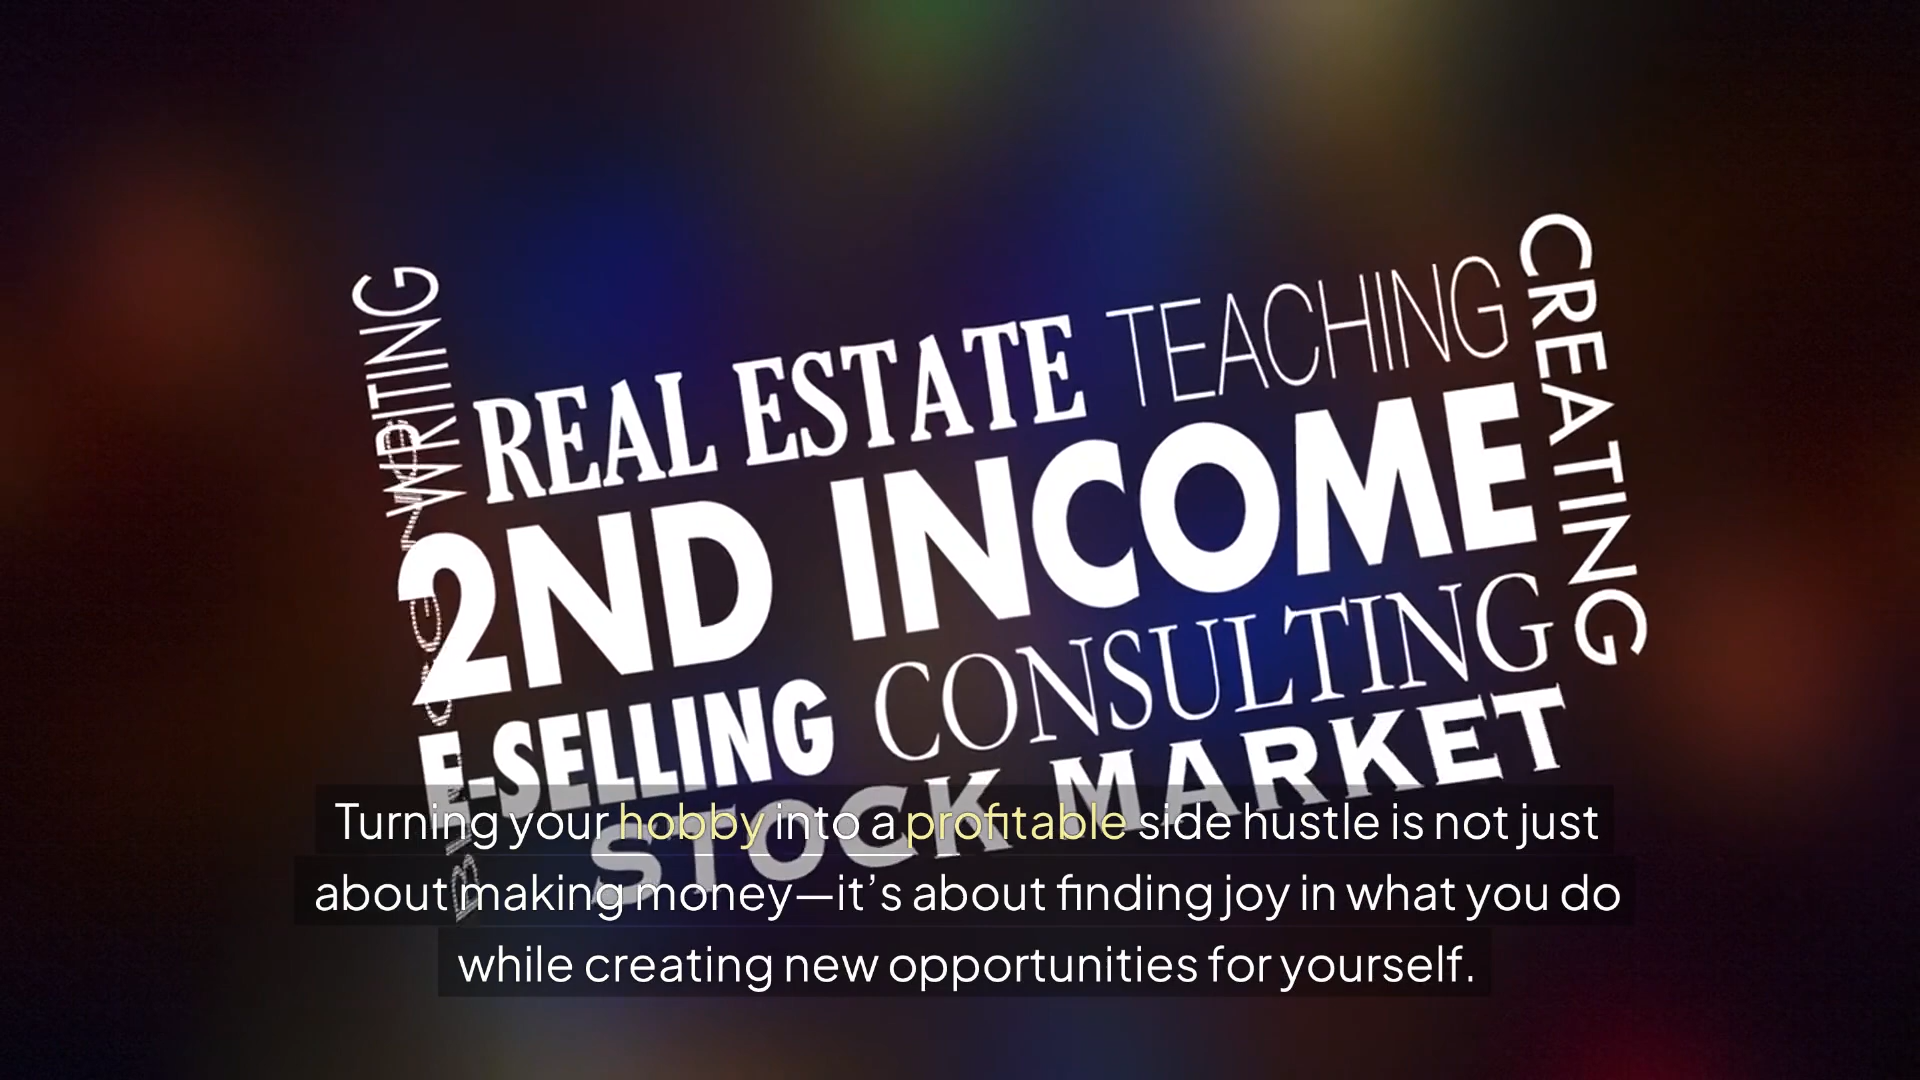 WRITING
REAL ESTATE TEACHING
CREATING
2ND INCOME
E-SELLING CONSULTING
STOCK MARKET
Turning your hobby into a profitable side hustle is not just
about making money—it’s about finding joy in what you do
while creating new opportunities for yourself.